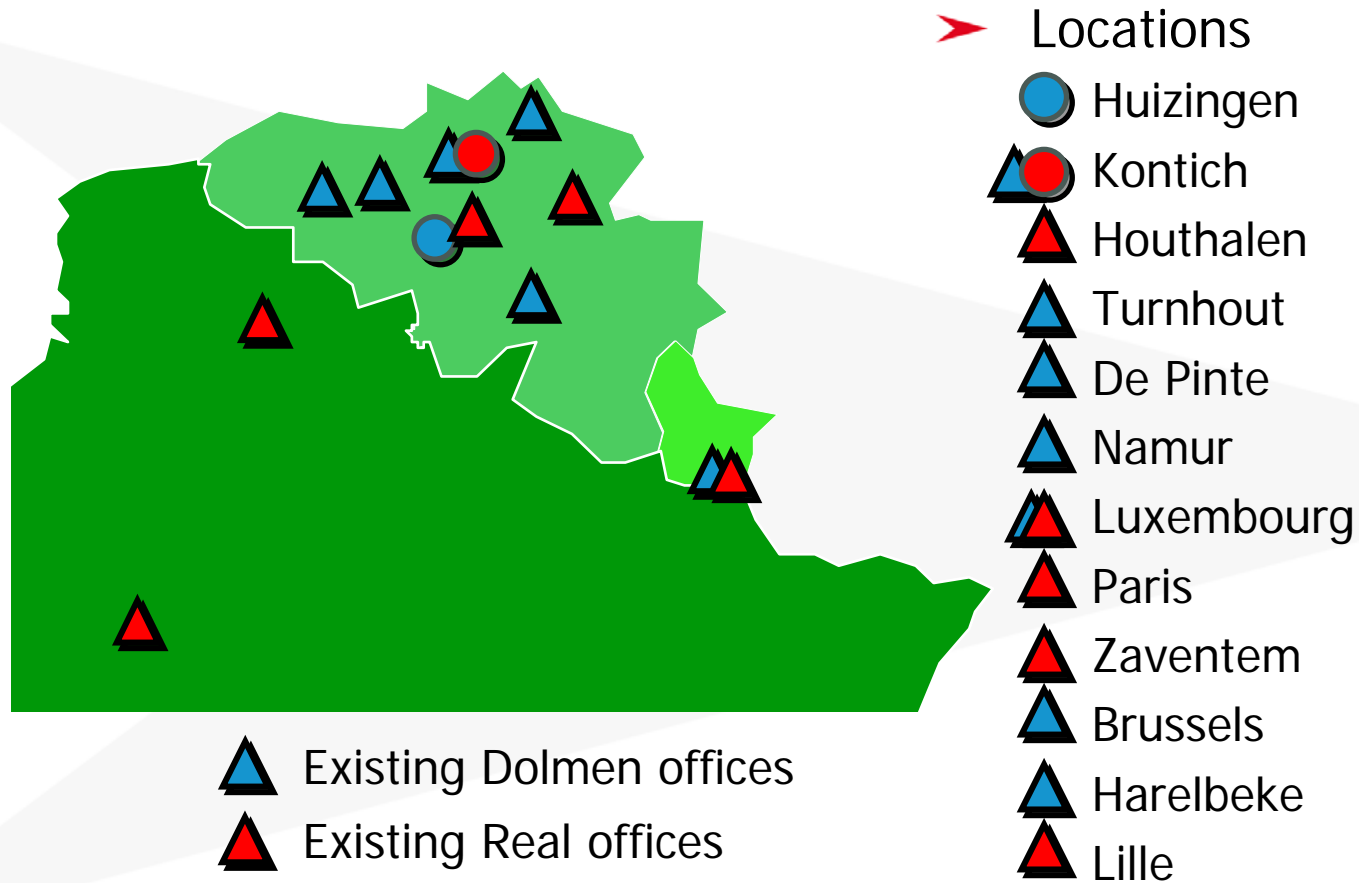 Locations
Huizingen
Kontich
Houthalen
Turnhout
De Pinte
Namur
Luxembourg
Paris
Zaventem
Brussels
Harelbeke
Lille
Existing Dolmen offices
Existing Real offices